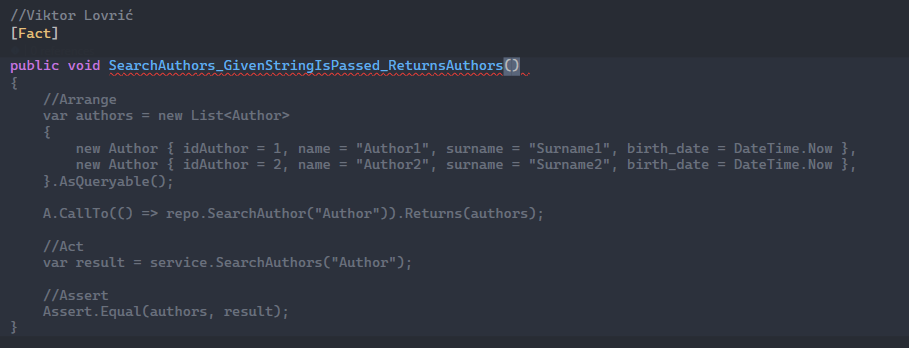 //Viktor Lovrić
[Fact]
public void SearchAuthors_GivenStringIsPassed_ReturnsAuthors()
{
    //Arrange
    var authors = new List<Author>
    {
        new Author { idAuthor = 1, name = "Author1", surname = "Surname1", birth_date = DateTime.Now },
        new Author { idAuthor = 2, name = "Author2", surname = "Surname2", birth_date = DateTime.Now },
    }.AsQueryable();
    A.CallTo(() => repo.SearchAuthor("Author")).Returns(authors);
    //Act
    var result = service.SearchAuthors("Author");
    //Assert
    Assert.Equal(authors, result);
}